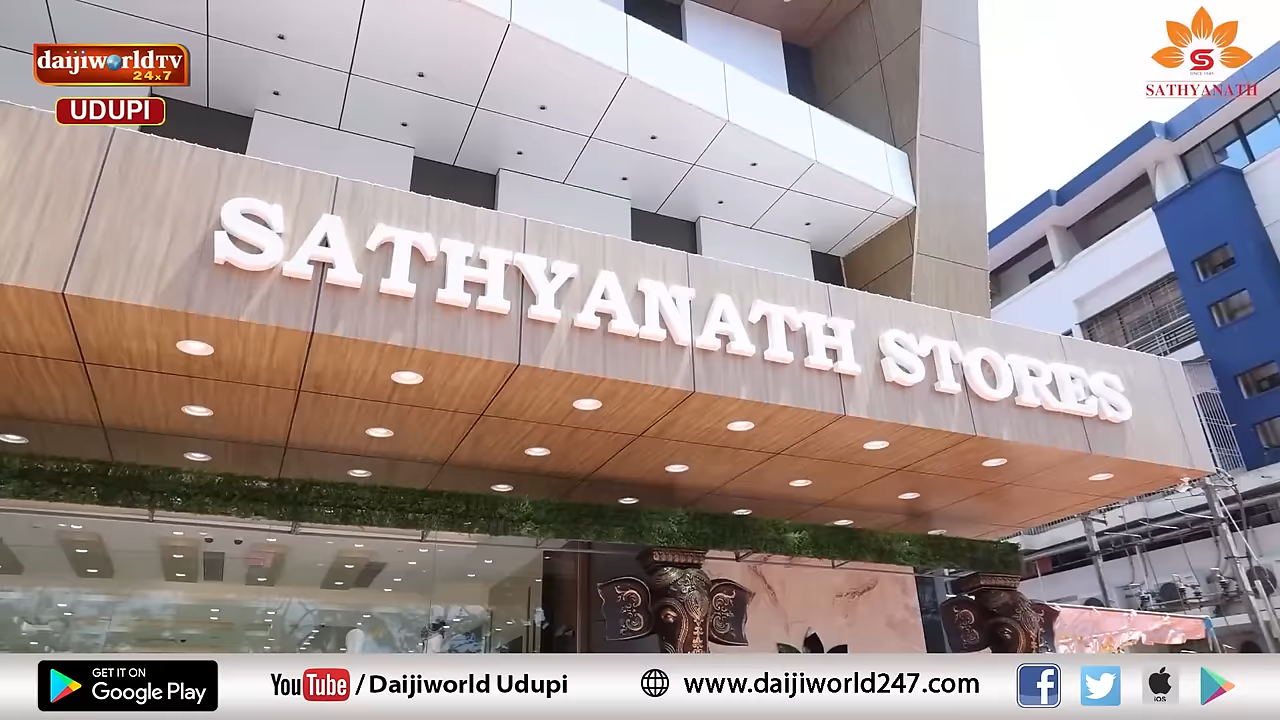 daijiworldTV
24x7
UDUPI
S
SINCE 1947
SATHYANATH
SATHYANATH STORES
GET IT ON
Google Play
YouTube / Daijiworld Udupi
www.daijiworld247.com
iOS